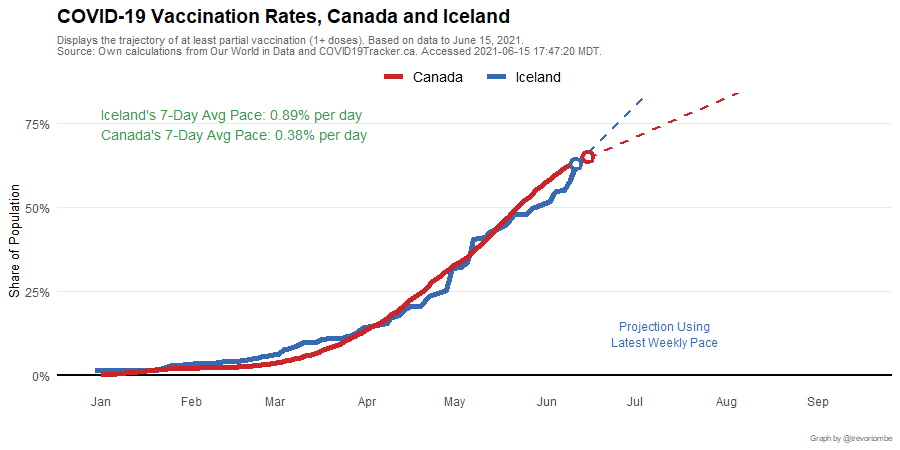 COVID-19 Vaccination Rates, Canada and Iceland
Displays the trajectory of at least partial vaccination (1+ doses). Based on data to June 15, 2021.
Source: Own calculations from Our World in Data and COVID19Tracker.ca. Accessed 2021-06-15 17:47:20 MDT.
Canada Iceland
Iceland's 7-Day Avg Pace: 0.89% per day
Canada's 7-Day Avg Pace: 0.38% per day
75%
50%
25%
0%
Share of Population
Projection Using
Latest Weekly Pace
Jan Feb Mar Apr May Jun Jul Aug Sep
Graph by @trevortombe